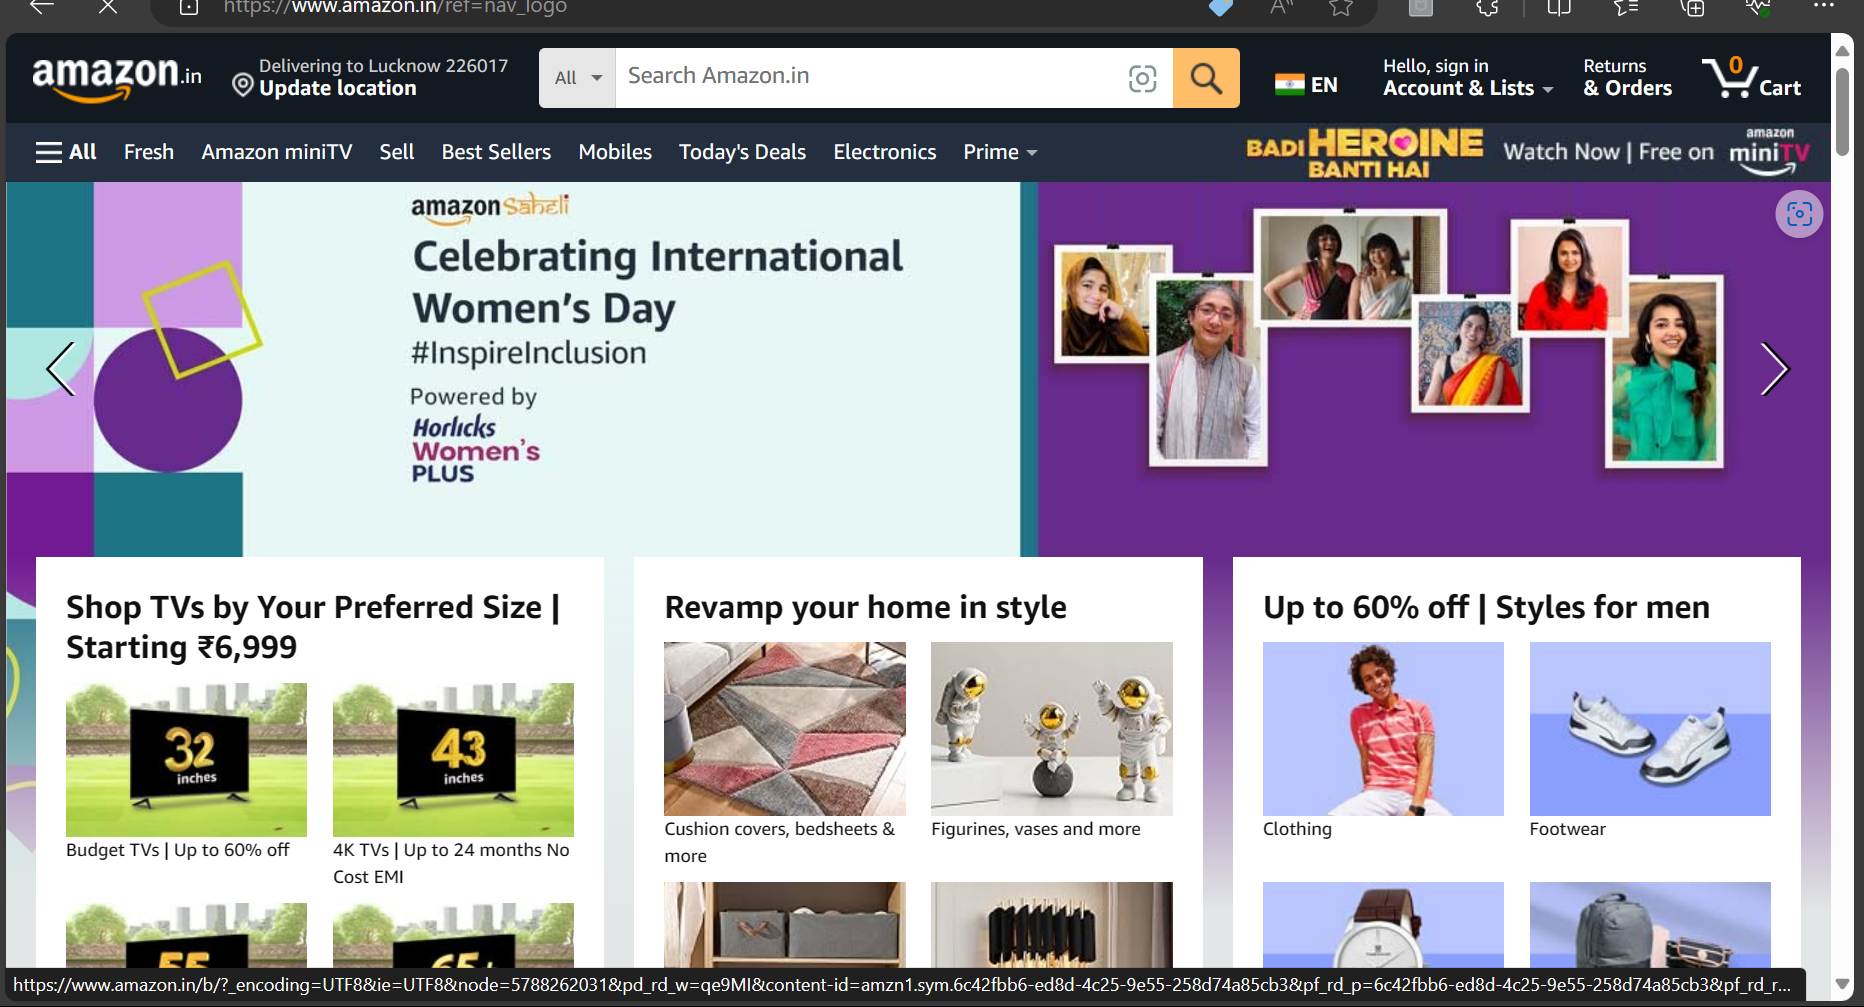 https://www.amazon.in/ref=nav_logo
amazon.in
Delivering to Lucknow 226017
Update location
All
Search Amazon.in
EN
Hello, sign in
Account & Lists
Returns
& Orders
0
Cart
All
Fresh
Amazon miniTV
Sell
Best Sellers
Mobiles
Today's Deals
Electronics
Prime
BADI HEROINE
BANTI HAI
Watch Now | Free on
amazon
miniTV
amazon Saheli
Celebrating International
Women's Day
#InspireInclusion
Powered by
Horlicks
Women's
PLUS
Shop TVs by Your Preferred Size |
Starting ₹6,999
32
inches
43
inches
Budget TVs | Up to 60% off
4K TVs | Up to 24 months No
Cost EMI
55
65+
Revamp your home in style
Cushion covers, bedsheets &
more
Figurines, vases and more
Up to 60% off | Styles for men
Clothing
Footwear
https://www.amazon.in/b/?_encoding=UTF8&ie=UTF8&node=5788262031&pd_rd_w=qe9MI&content-id=amzn1.sym.6c42fbb6-ed8d-4c25-9e55-258d74a85cb3&pf_rd_p=6c42fbb6-ed8d-4c25-9e55-258d74a85cb3&pf_rd_r...